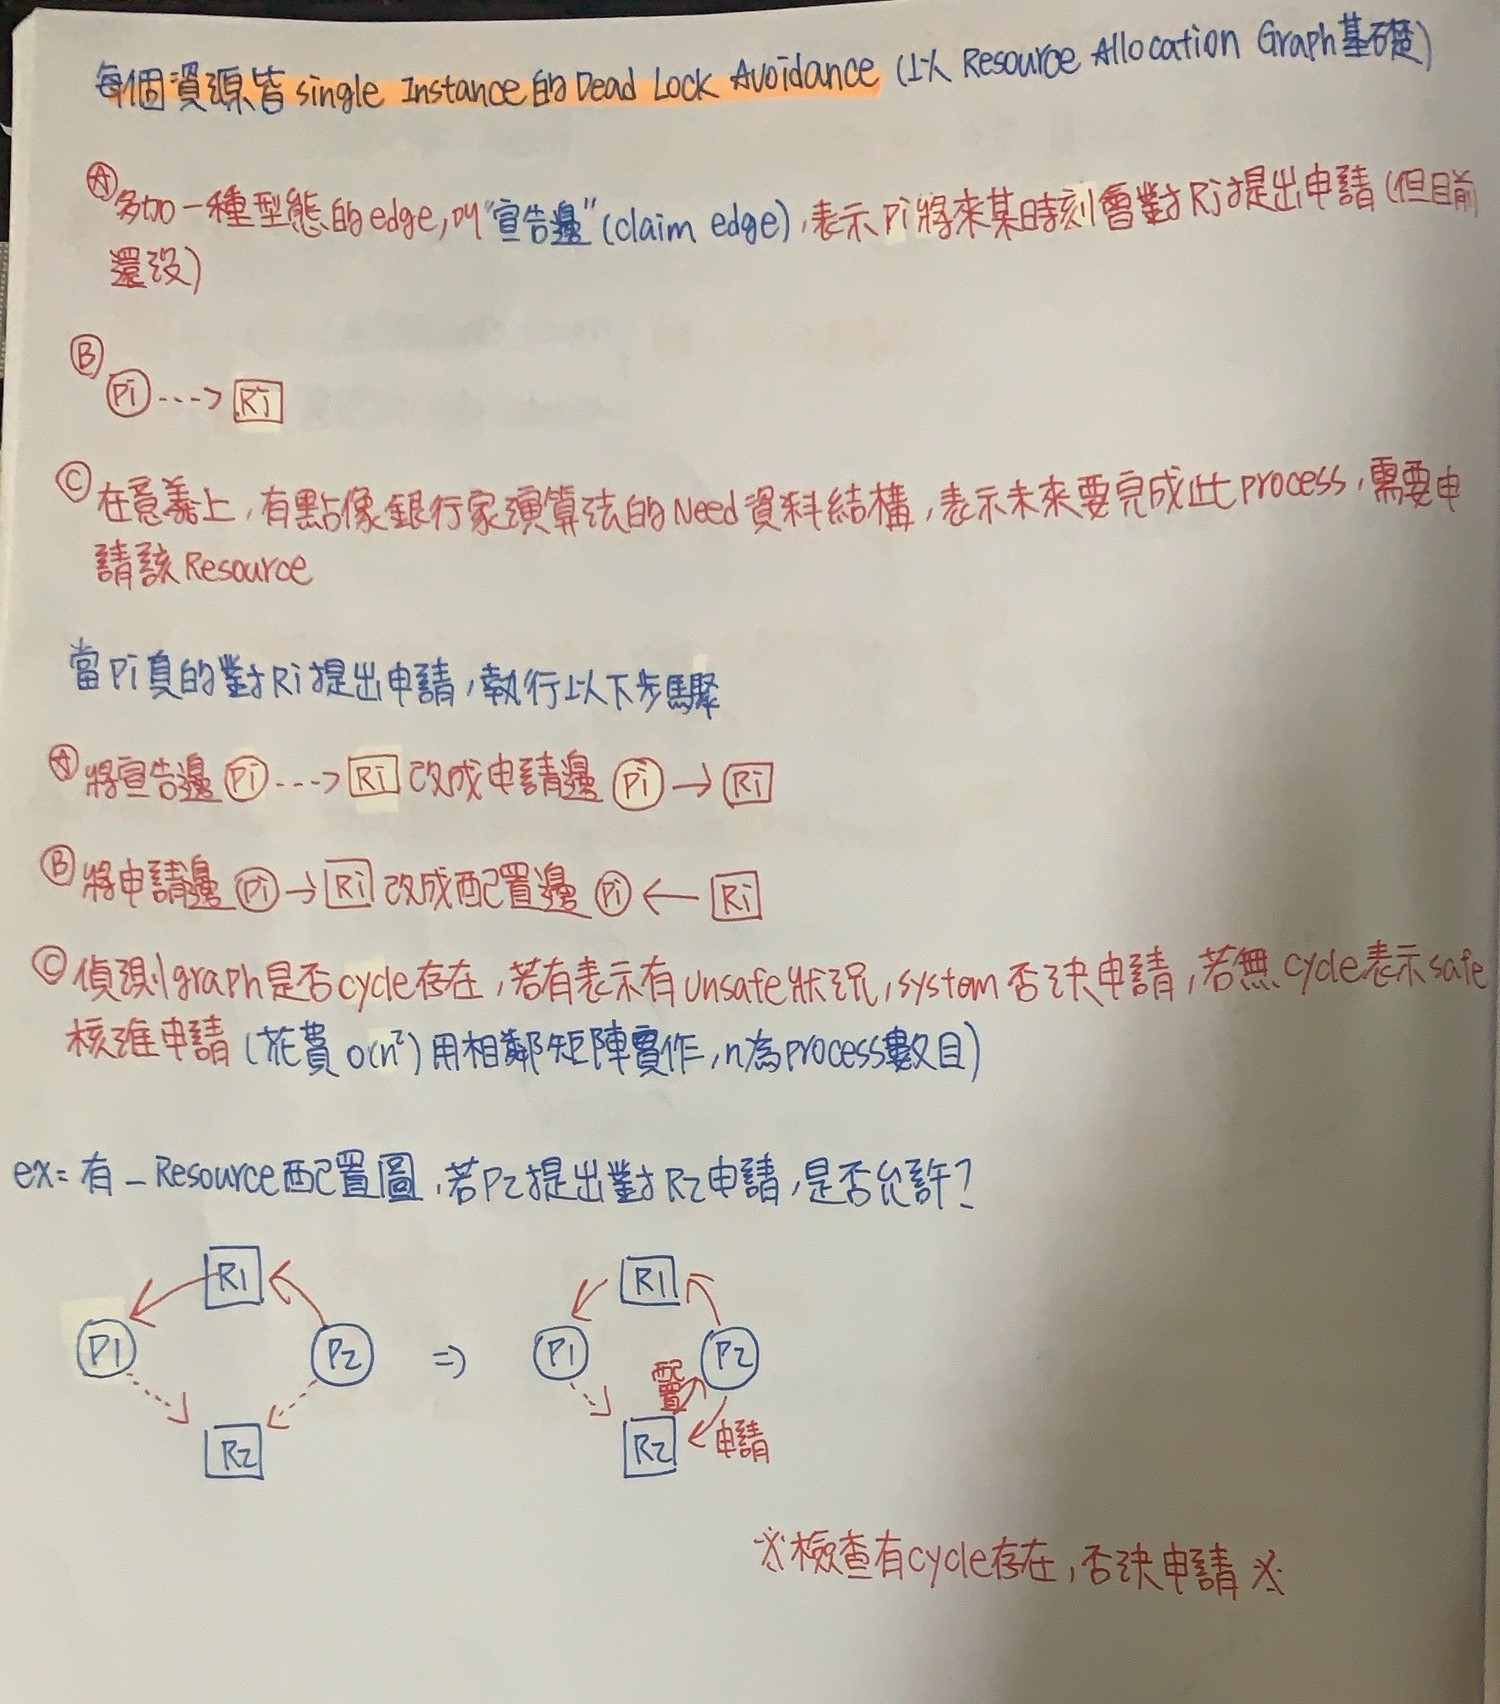 每個資源皆single Instance的Dead Lock Avoidance (以Resource Allocation Graph基礎)
Ⓐ多加一種型態的edge,叫"宣告邊"(claim edge),表示Pi將來某時刻會對Rj提出申請(但目前
還沒)
Ⓑ
Pi ---> Rj
Ⓒ在意義上,有點像銀行家演算法的Need資料結構,表示未來要完成此process,需要申
請該Resource
當Pi真的對Ri提出申請,執行以下步驟
Ⓐ將宣告邊 Pi ---> Ri 改成申請邊 Pi → Ri
Ⓑ將申請邊 Pi → Ri 改成配置邊 Pi ← Ri
Ⓒ偵測graph是否cycle存在,若有表示有unsafe狀況,system否決申請,若無cycle表示safe
核准申請(花費o(n²)用相鄰矩陣實作,n為process數目)
ex=有一Resource配置圖,若P2提出對R2申請,是否允許?
R1 R1
P1 P2 => P1 P2
配置
R2 R2 申請
※檢查有cycle存在,否決申請※